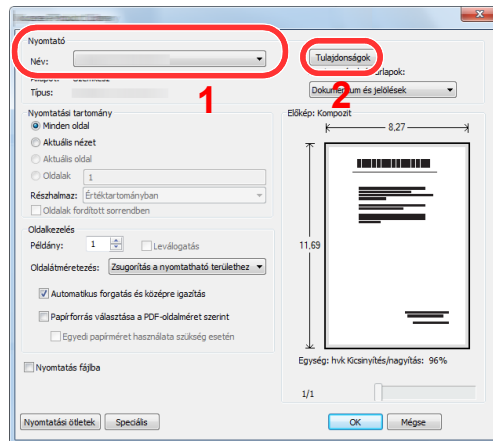 Nyomtató
Név:
Tulajdonságok
Típus:
Dokumentum és jelölések
1
2
Nyomtatási tartomány
Minden oldal
Aktuális nézet
Aktuális oldal
Oldalak 1
Részhalmaz: Értéktartományban
Oldalak fordított sorrendben
Oldalkezelés
Példány: 1 Leválogatás
Oldalátméretezés: Zsugorítás a nyomtatható területhez
Automatikus forgatás és középre igazítás
Papírforrás választása a PDF-oldalméret szerint
Egyedi papírméret használata szükség esetén
Nyomtatás fájlba
Előkép: Kompozit
8,27
11,69
Egység: hvk Kicsinyítés/nagyítás: 96%
1/1
Nyomtatási ötletek Speciális OK Mégse